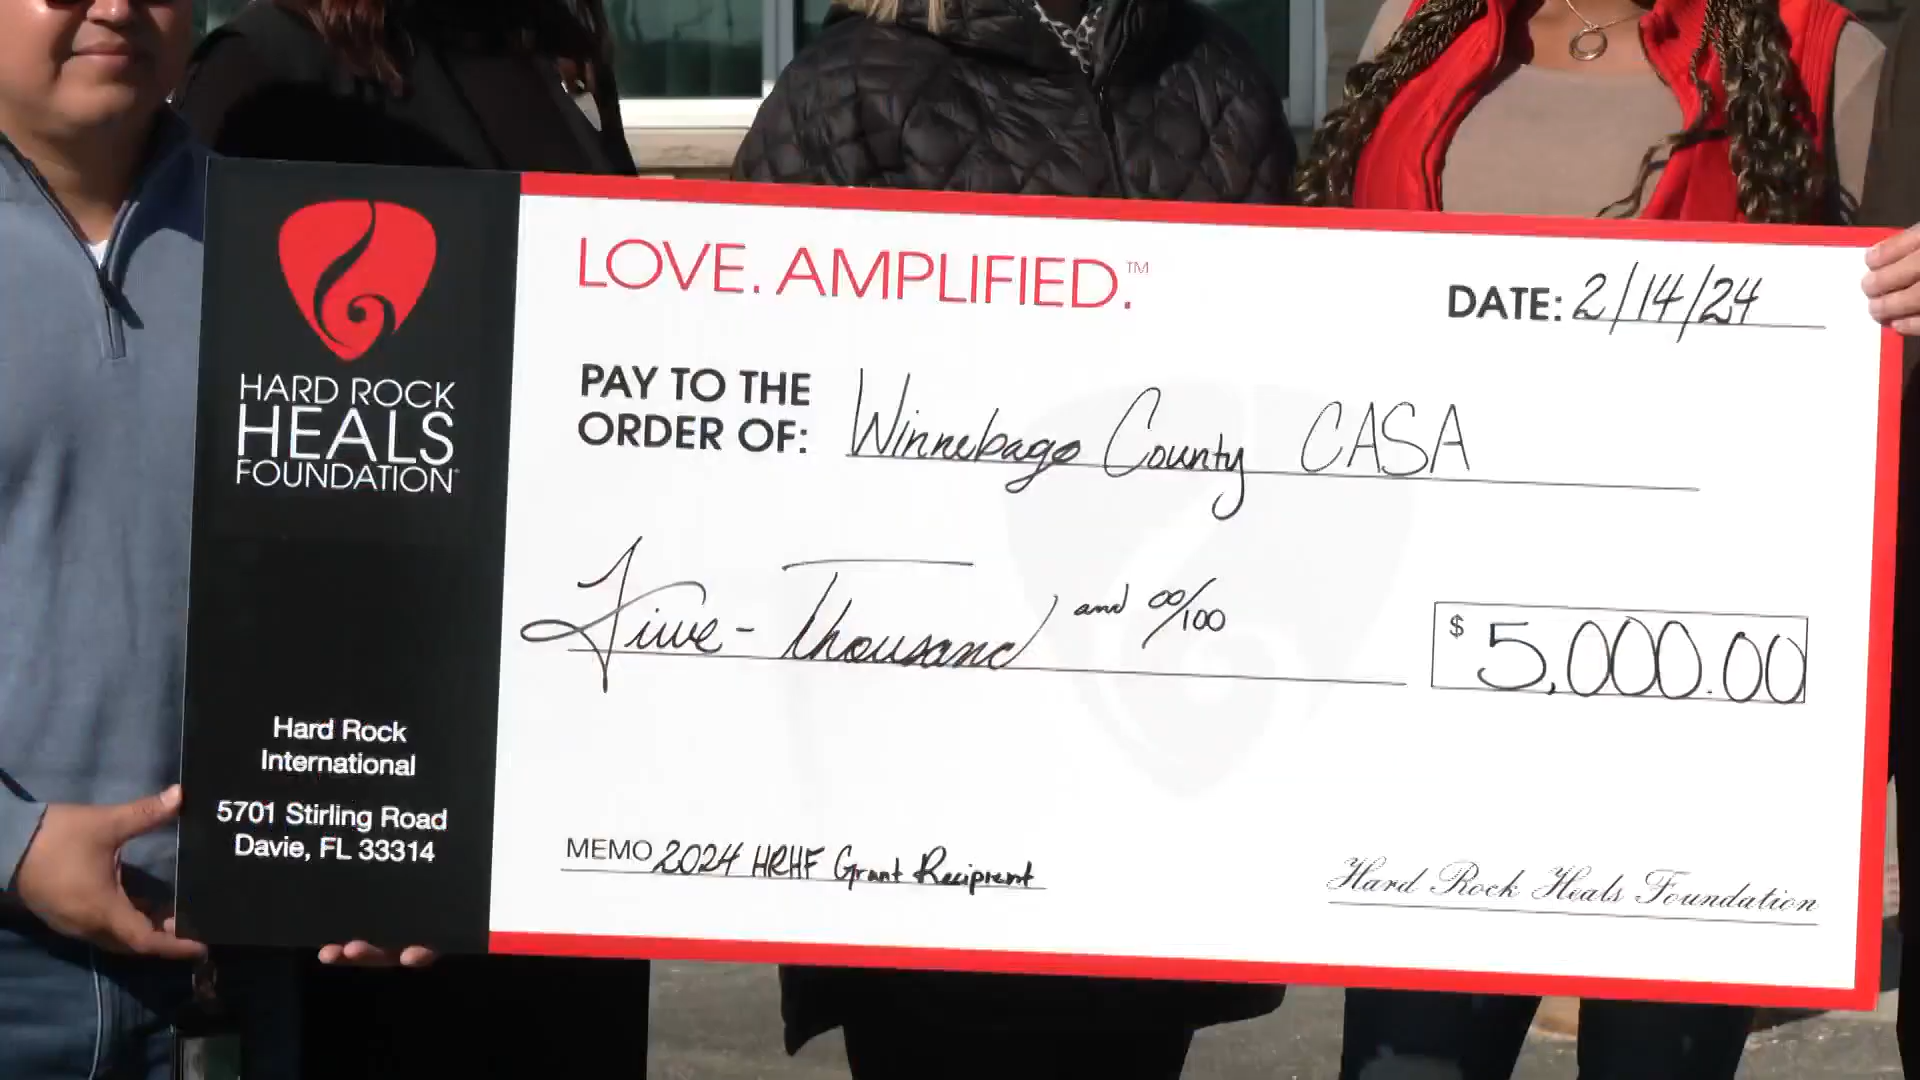 LOVE. AMPLIFIED.™
DATE: 2/14/24
HARD ROCK
HEALS
FOUNDATION
PAY TO THE
ORDER OF: Winnebago County CASA
Five-Thousand and 00/100
$ 5,000.00
Hard Rock
International
5701 Stirling Road
Davie, FL 33314
MEMO 2024 HRHF Grant Recipient
Hard Rock Heals Foundation